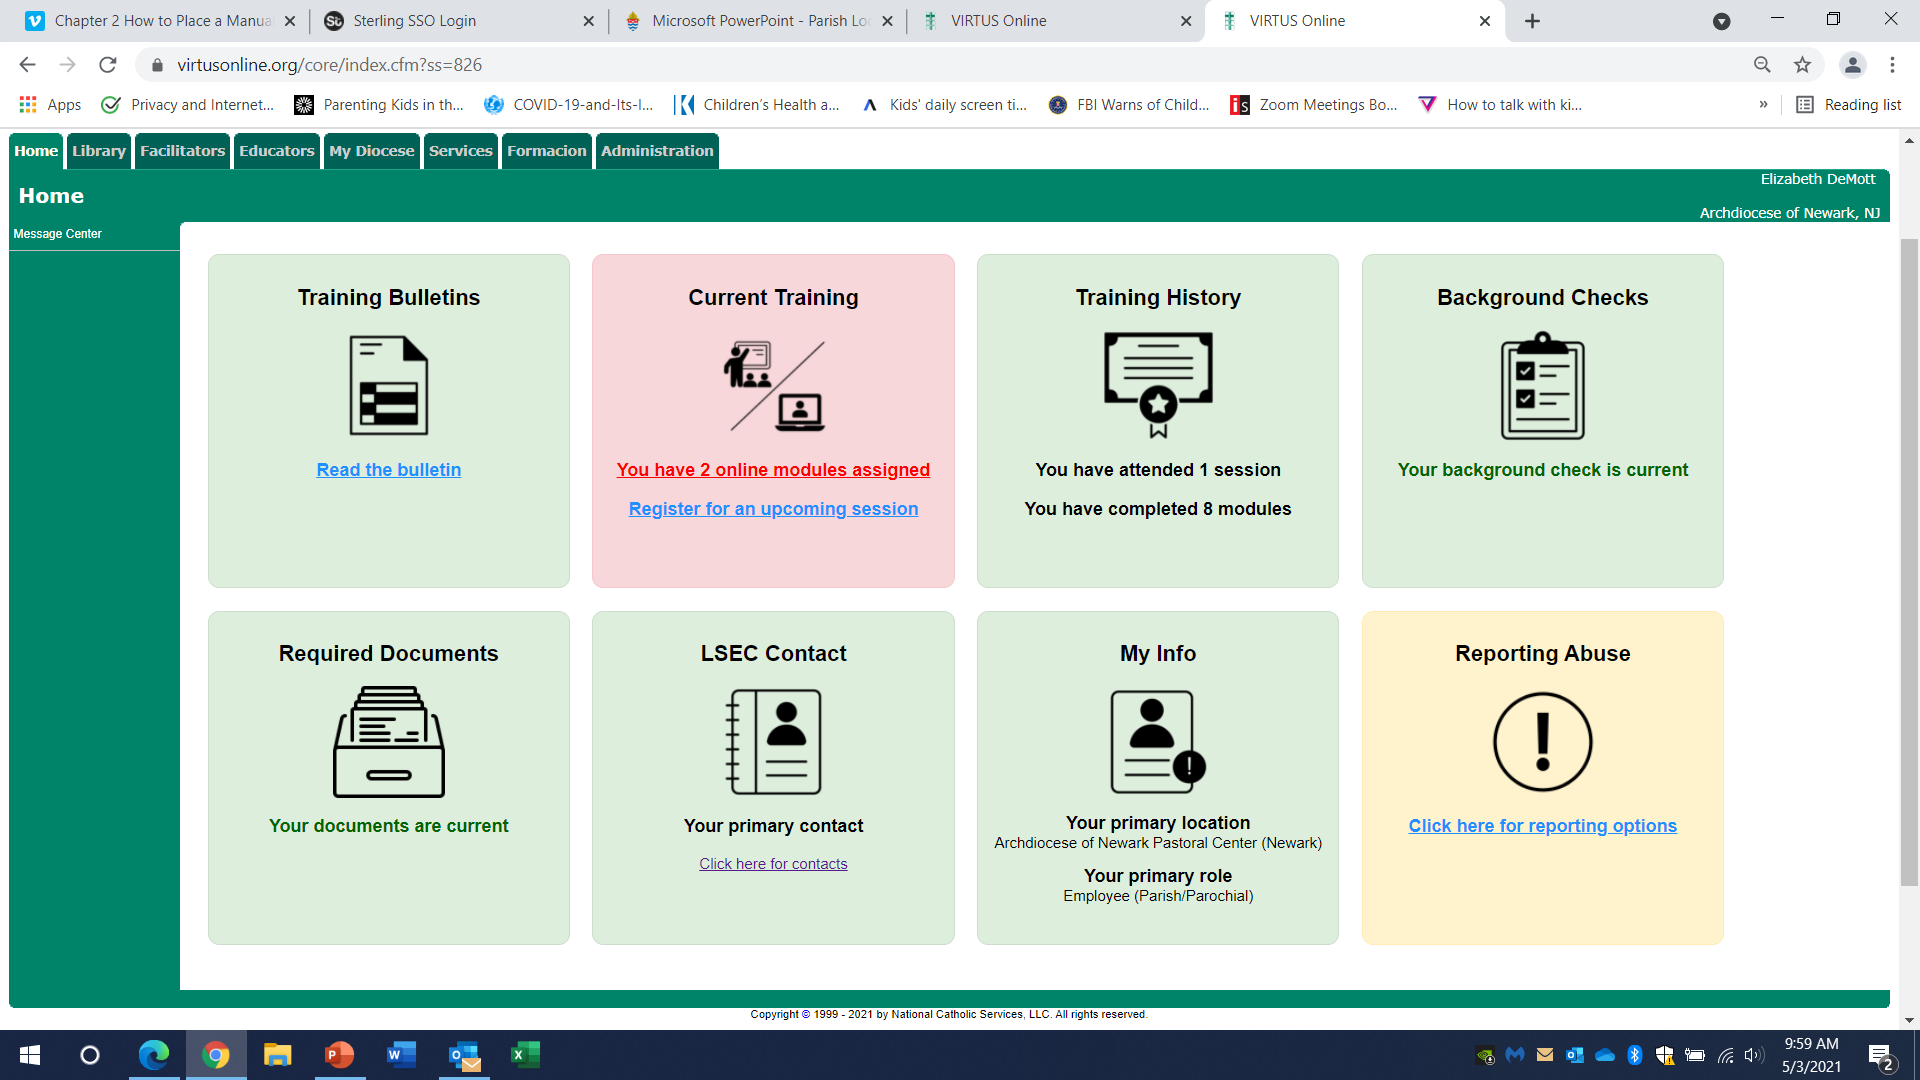 Chapter 2 How to Place a Manua
Sterling SSO Login
Microsoft PowerPoint - Parish Lo
VIRTUS Online
VIRTUS Online
virtusonline.org/core/index.cfm?ss=826
Apps
Privacy and Internet...
Parenting Kids in th...
COVID-19-and-Its-I...
Children's Health a...
Kids' daily screen ti...
FBI Warns of Child...
Zoom Meetings Bo...
How to talk with ki...
»
Reading list
Home
Library
Facilitators
Educators
My Diocese
Services
Formacion
Administration
Elizabeth DeMott
Home
Archdiocese of Newark, NJ
Message Center
Training Bulletins
Read the bulletin
Current Training
You have 2 online modules assigned
Register for an upcoming session
Training History
You have attended 1 session
You have completed 8 modules
Background Checks
Your background check is current
Required Documents
Your documents are current
LSEC Contact
Your primary contact
Click here for contacts
My Info
Your primary location
Archdiocese of Newark Pastoral Center (Newark)
Your primary role
Employee (Parish/Parochial)
Reporting Abuse
Click here for reporting options
Copyright © 1999 - 2021 by National Catholic Services, LLC. All rights reserved.
9:59 AM
5/3/2021
2